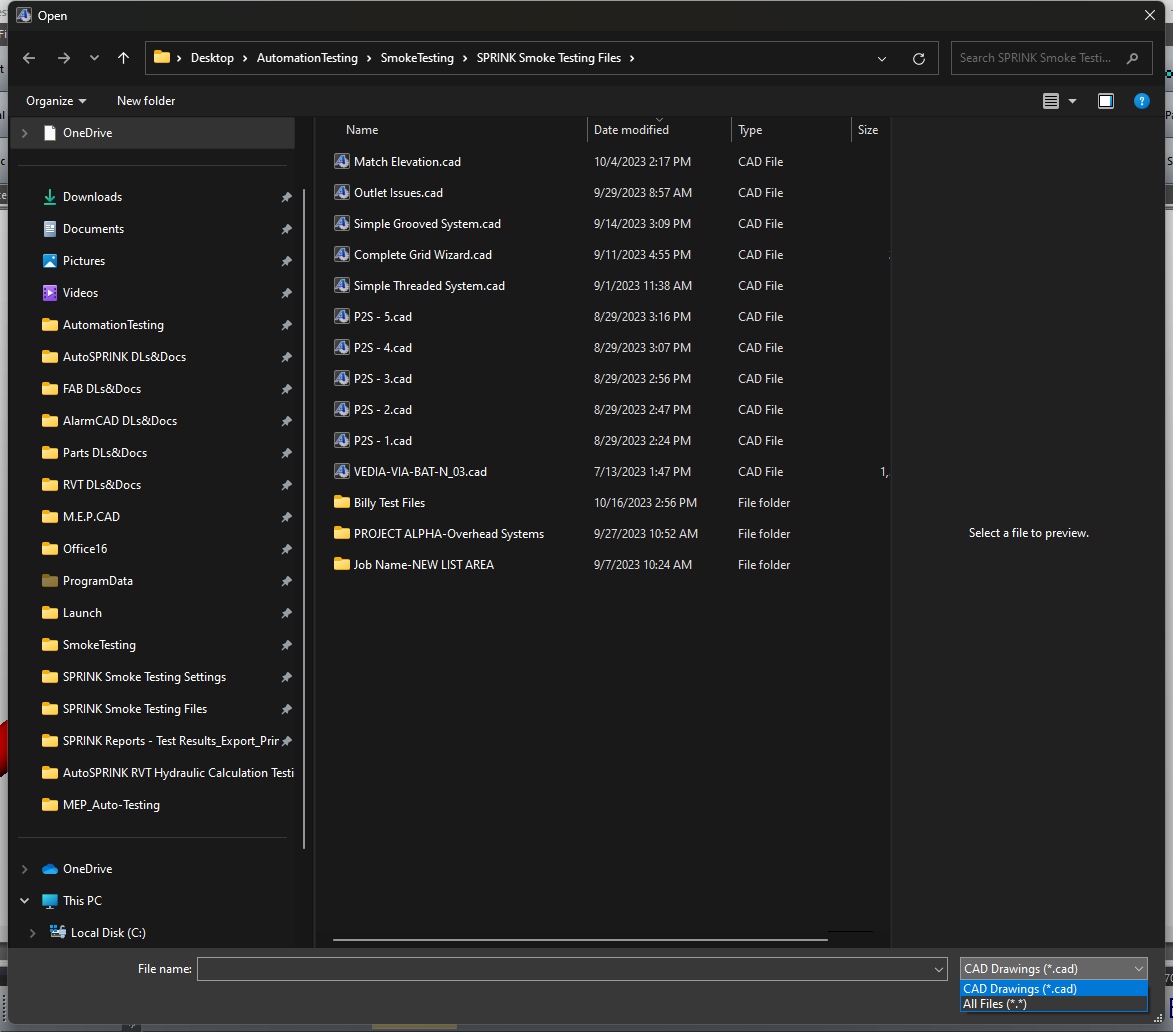 Open
Desktop > AutomationTesting > SmokeTesting > SPRINK Smoke Testing Files >
Search SPRINK Smoke Testi...
Organize
New folder
OneDrive
Downloads
Documents
Pictures
Videos
AutomationTesting
AutoSPRINK DLs&Docs
FAB DLs&Docs
AlarmCAD DLs&Docs
Parts DLs&Docs
RVT DLs&Docs
M.E.P.CAD
Office16
ProgramData
Launch
SmokeTesting
SPRINK Smoke Testing Settings
SPRINK Smoke Testing Files
SPRINK Reports - Test Results_Export_Prin
AutoSPRINK RVT Hydraulic Calculation Testi
MEP_Auto-Testing
OneDrive
This PC
Local Disk (C:)
Name Date modified Type Size
Match Elevation.cad 10/4/2023 2:17 PM CAD File
Outlet Issues.cad 9/29/2023 8:57 AM CAD File
Simple Grooved System.cad 9/14/2023 3:09 PM CAD File
Complete Grid Wizard.cad 9/11/2023 4:55 PM CAD File
Simple Threaded System.cad 9/1/2023 11:38 AM CAD File
P2S - 5.cad 8/29/2023 3:16 PM CAD File
P2S - 4.cad 8/29/2023 3:07 PM CAD File
P2S - 3.cad 8/29/2023 2:56 PM CAD File
P2S - 2.cad 8/29/2023 2:47 PM CAD File
P2S - 1.cad 8/29/2023 2:24 PM CAD File
VEDIA-VIA-BAT-N_03.cad 7/13/2023 1:47 PM CAD File 1,
Billy Test Files 10/16/2023 2:56 PM File folder
PROJECT ALPHA-Overhead Systems 9/27/2023 10:52 AM File folder
Job Name-NEW LIST AREA 9/7/2023 10:24 AM File folder
Select a file to preview.
File name:
CAD Drawings (*.cad)
CAD Drawings (*.cad)
All Files (*.*)